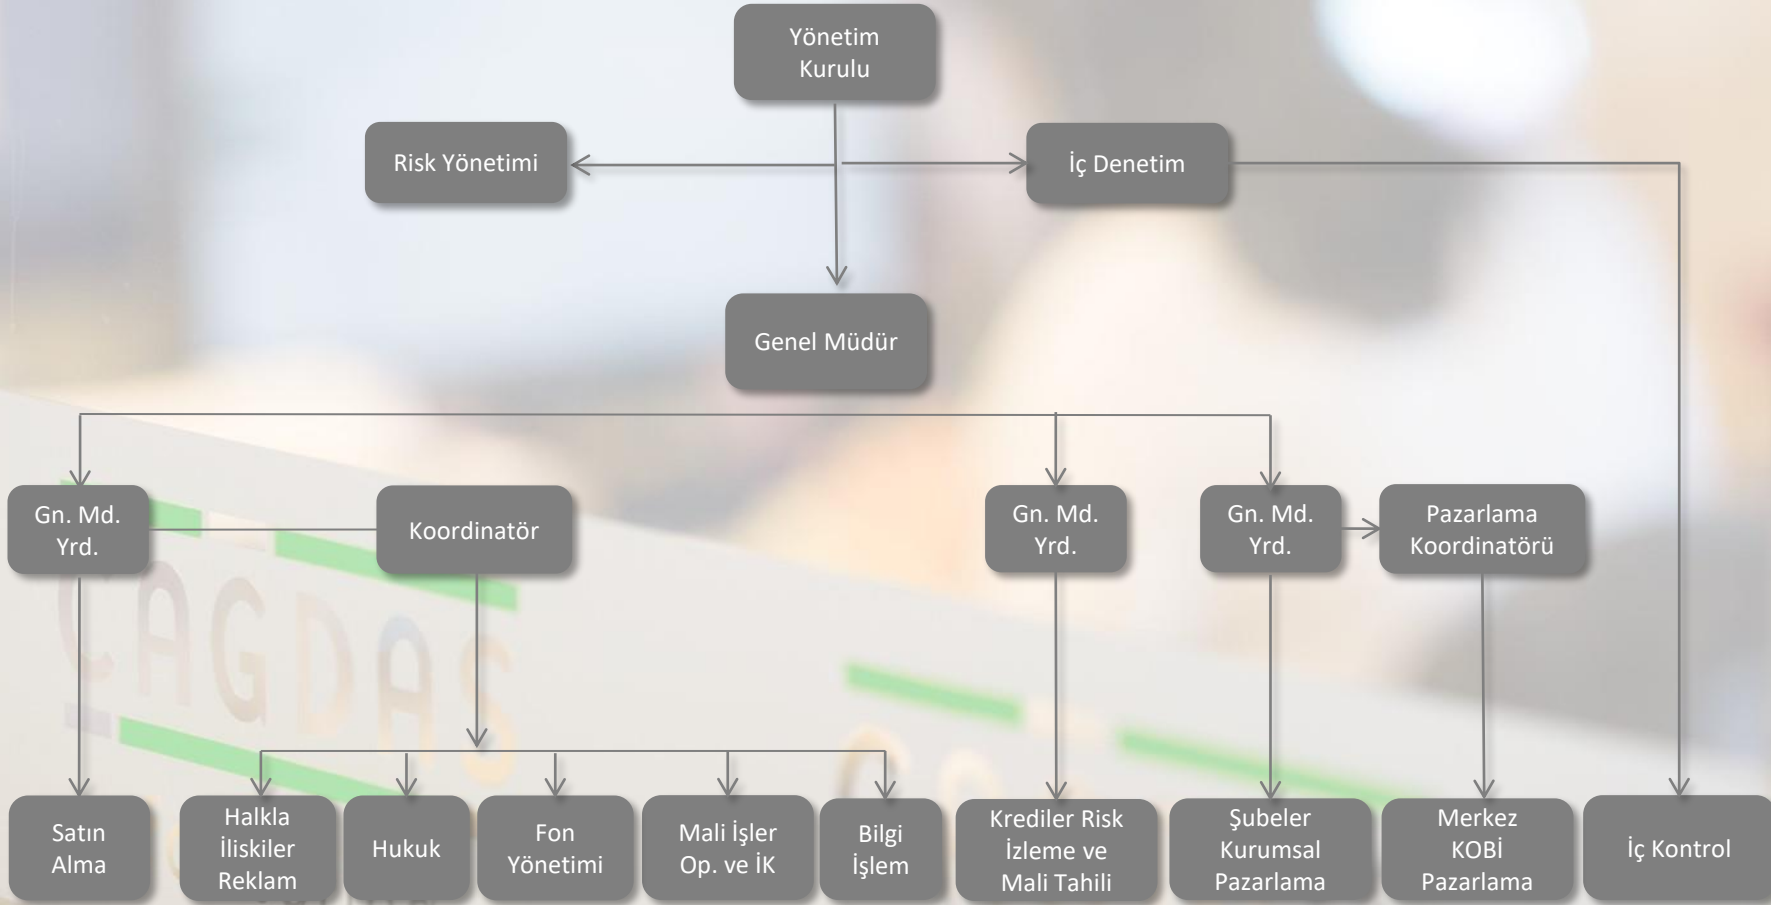 Yönetim
Kurulu
Risk Yönetimi
İç Denetim
Genel Müdür
Gn. Md.
Yrd.
Koordinatör
Gn. Md.
Yrd.
Gn. Md.
Yrd.
Pazarlama
Koordinatörü
ÇAGDAS
Satın
Alma
Halkla
İliskiler
Reklam
Hukuk
Fon
Yönetimi
Mali İşler
Op. ve İK
Bilgi
İşlem
Krediler Risk
İzleme ve
Mali Tahili
Şubeler
Kurumsal
Pazarlama
Merkez
KOBİ
Pazarlama
İç Kontrol